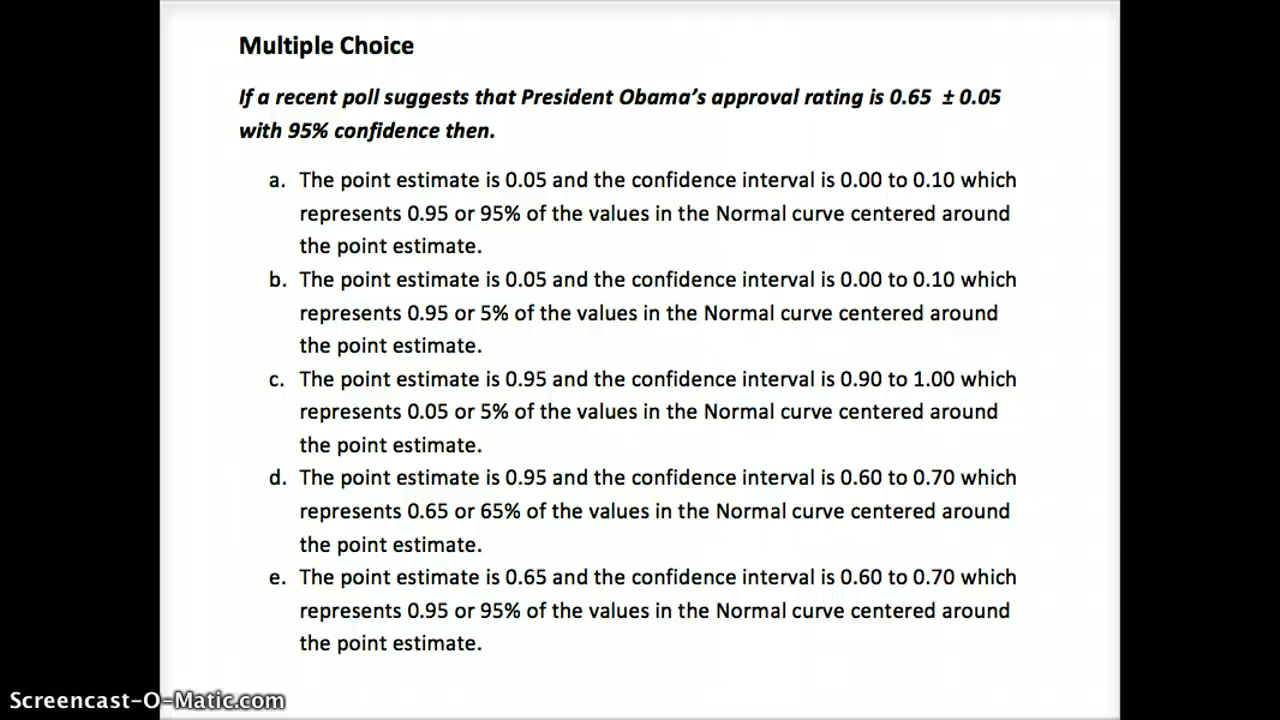 Multiple Choice
If a recent poll suggests that President Obama's approval rating is 0.65 ± 0.05
with 95% confidence then.
a. The point estimate is 0.05 and the confidence interval is 0.00 to 0.10 which
represents 0.95 or 95% of the values in the Normal curve centered around
the point estimate.
b. The point estimate is 0.05 and the confidence interval is 0.00 to 0.10 which
represents 0.95 or 5% of the values in the Normal curve centered around
the point estimate.
c. The point estimate is 0.95 and the confidence interval is 0.90 to 1.00 which
represents 0.05 or 5% of the values in the Normal curve centered around
the point estimate.
d. The point estimate is 0.95 and the confidence interval is 0.60 to 0.70 which
represents 0.65 or 65% of the values in the Normal curve centered around
the point estimate.
e. The point estimate is 0.65 and the confidence interval is 0.60 to 0.70 which
represents 0.95 or 95% of the values in the Normal curve centered around
the point estimate.
Screencast-O-Matic.com